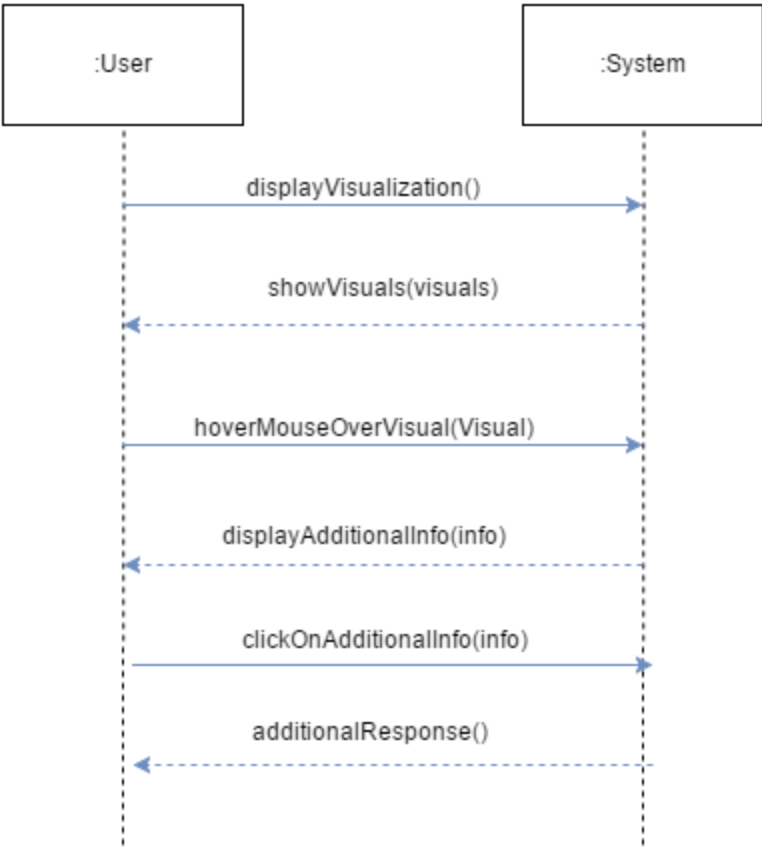 :User
:System
displayVisualization()
showVisuals(visuals)
hoverMouseOverVisual(Visual)
displayAdditionalInfo(info)
clickOnAdditionalInfo(info)
additionalResponse()